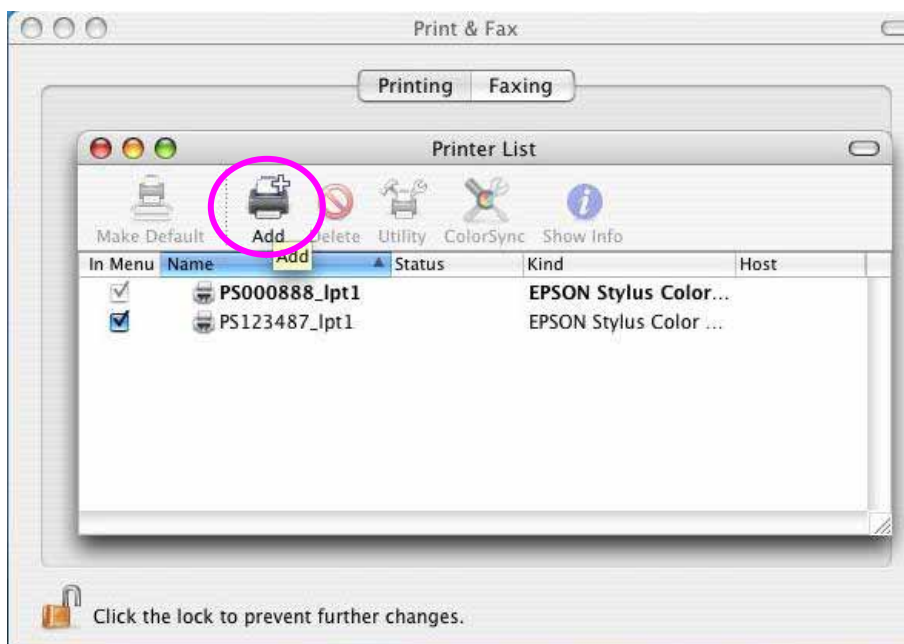 Print & Fax
Printing Faxing
Printer List
Make Default Add Delete Utility ColorSync Show Info
Add
In Menu Name Status Kind Host
PS000888_lpt1 EPSON Stylus Color...
PS123487_lpt1 EPSON Stylus Color ...
Click the lock to prevent further changes.